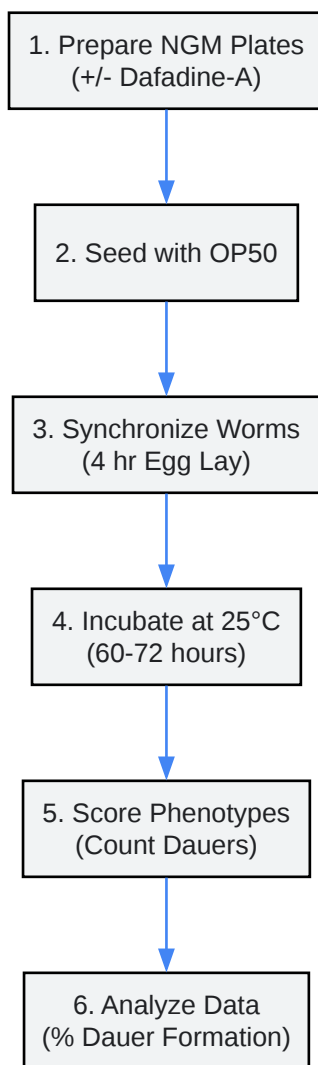 1. Prepare NGM Plates
(+/- Dafadine-A)
2. Seed with OP50
3. Synchronize Worms
(4 hr Egg Lay)
4. Incubate at 25°C
(60-72 hours)
5. Score Phenotypes
(Count Dauers)
6. Analyze Data
(% Dauer Formation)